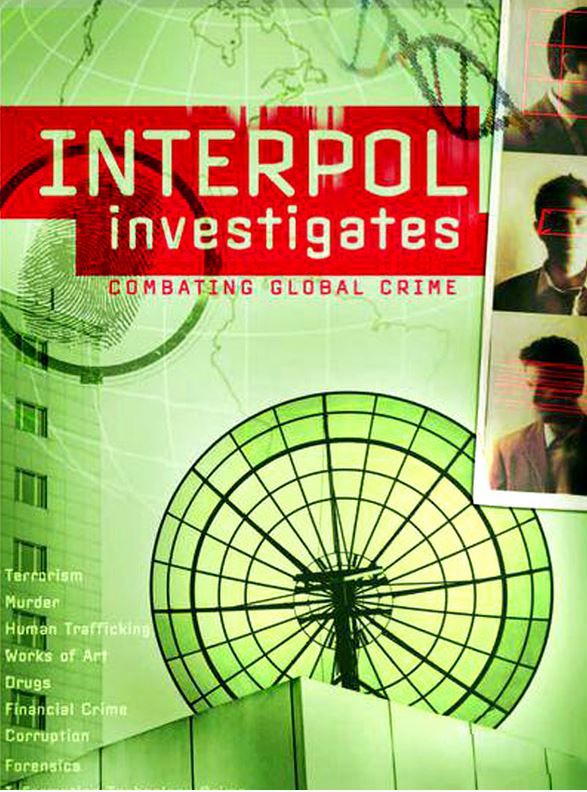 INTERPOL
investigates
COMBATING GLOBAL CRIME
Terrorism
Murder
Human Trafficking
Works of Art
Drugs
Financial Crime
Corruption
Forensics